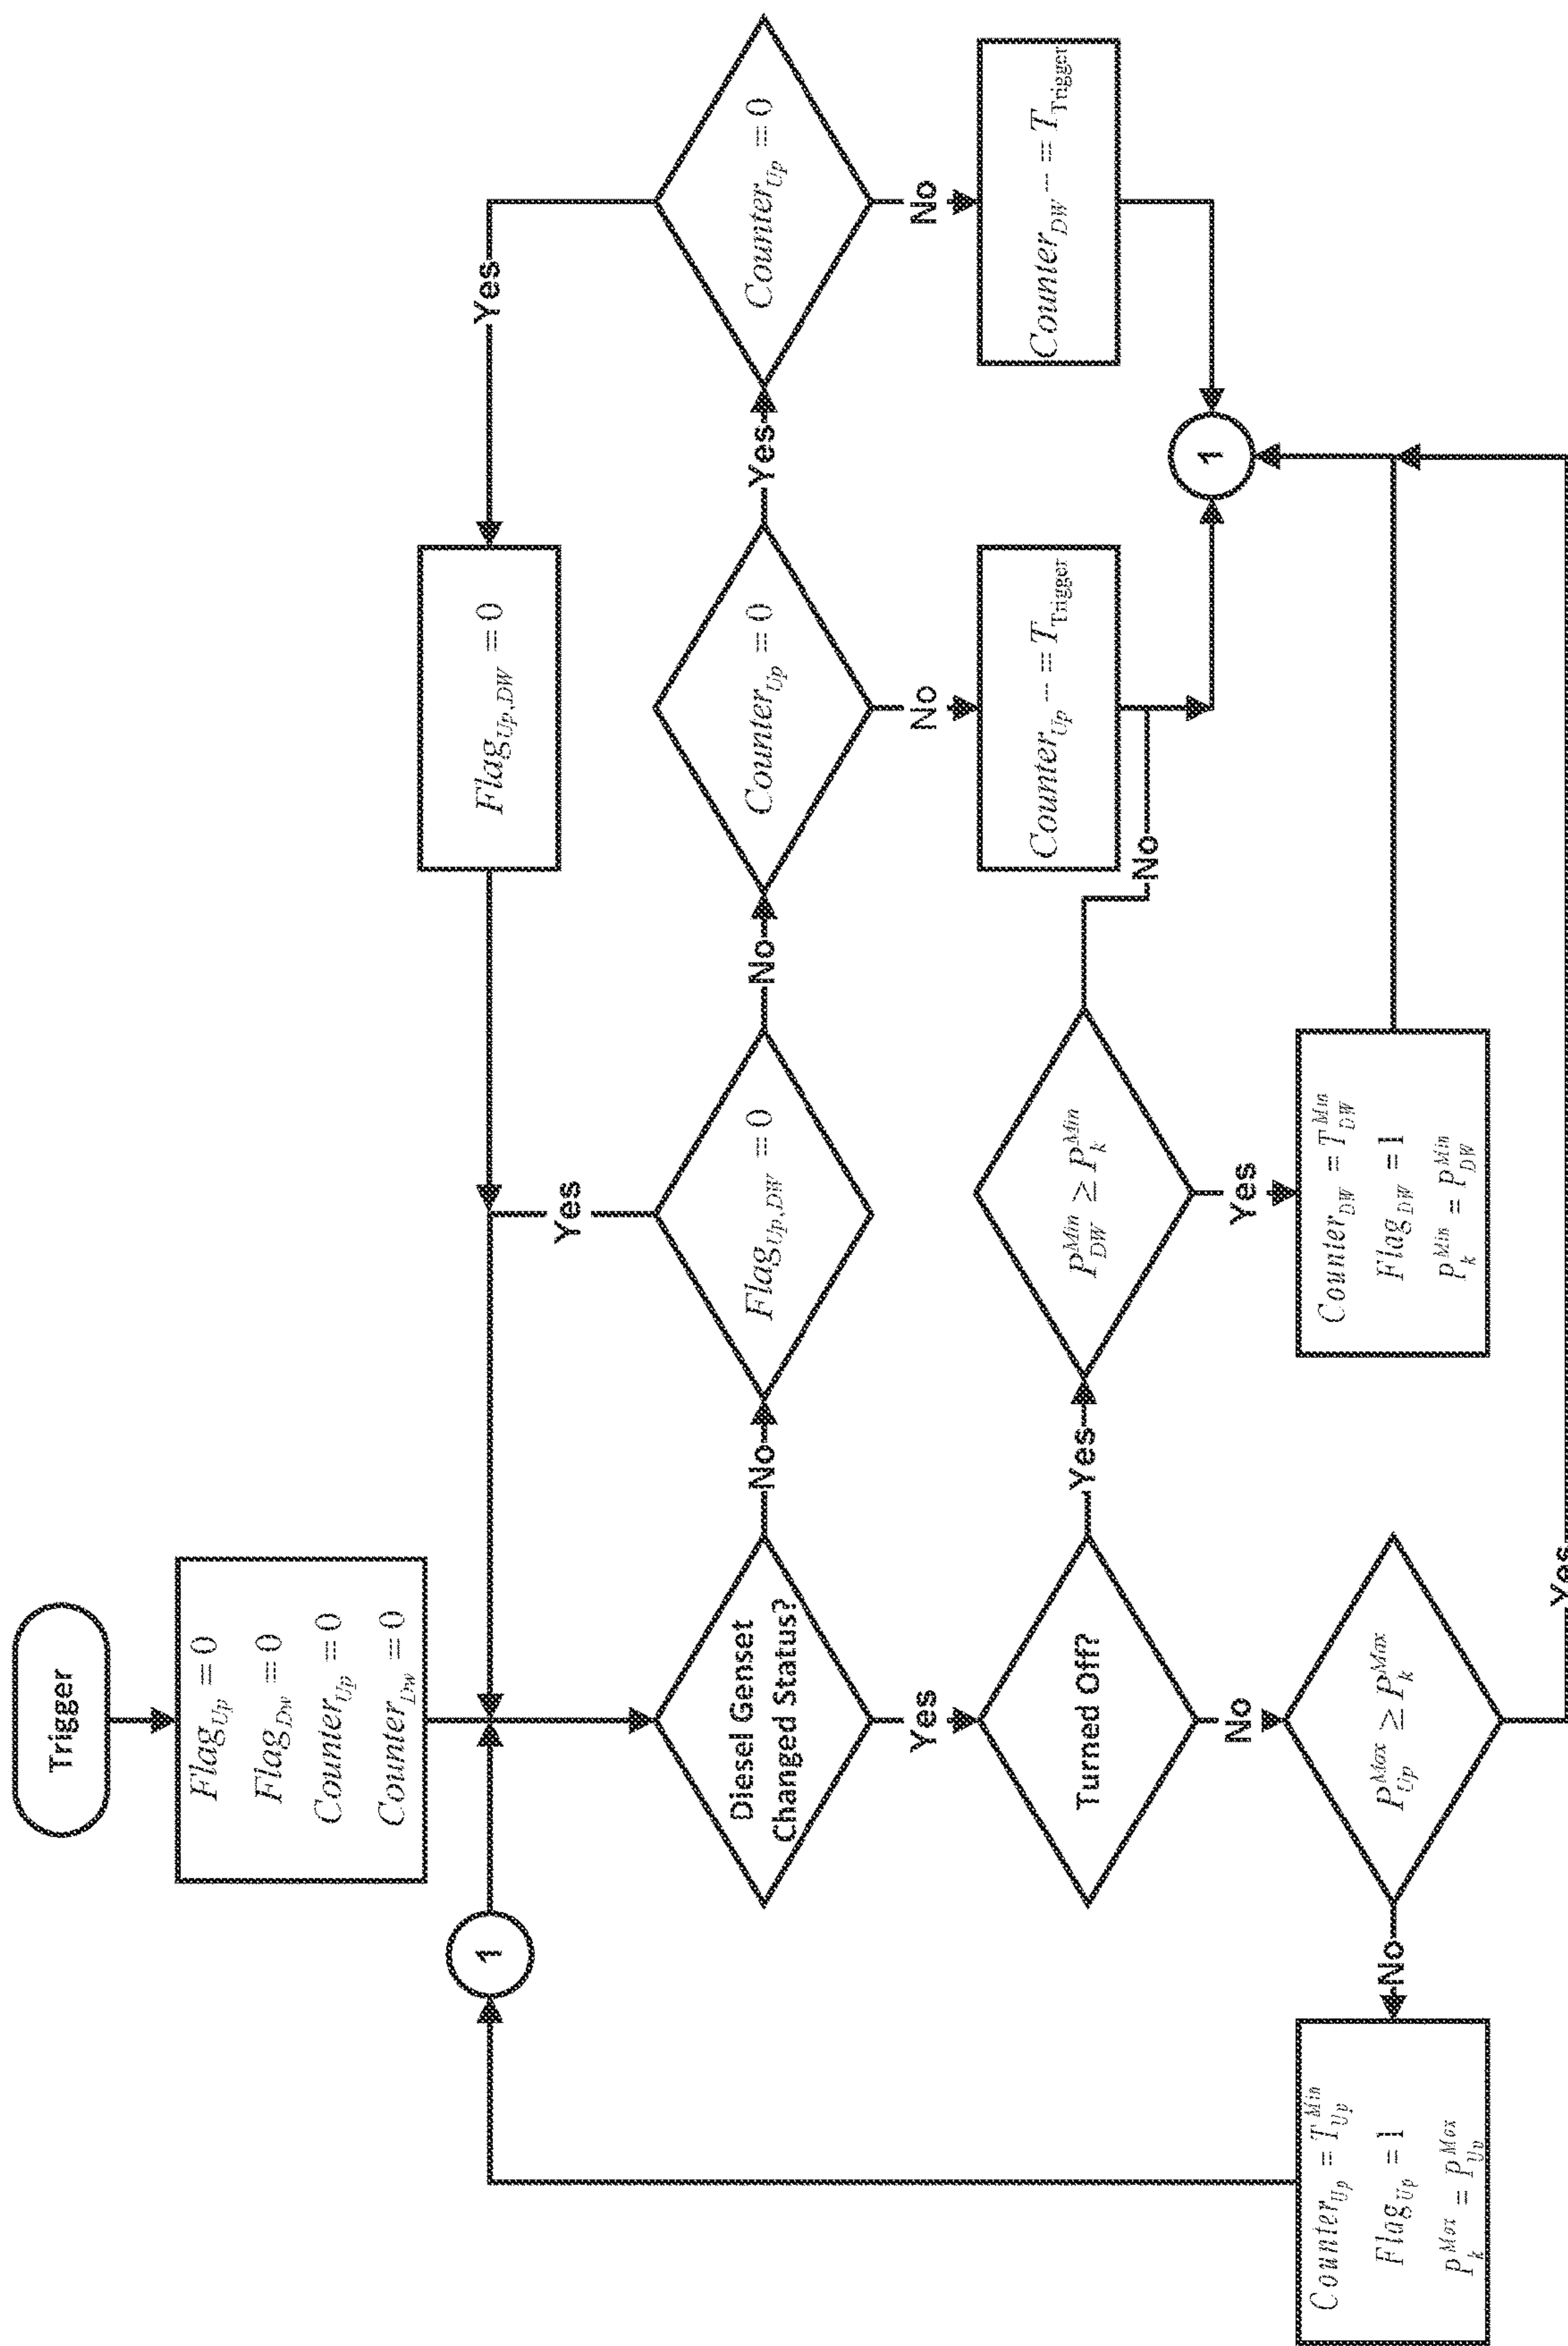 Trigger
Flag_Up = 0
Flag_Dw = 0
Counter_Up = 0
Counter_Dw = 0
1
Diesel Genset
Changed Status?
No
Flag_Up,DW = 0
Yes
No
Counter_Up = 0
Yes
Counter_Up = 0
Yes
Flag_Up,DW = 0
No
Counter_Up -- = T_Trigger
No
Counter_DW -- = T_Trigger
1
Yes
Turned Off?
Yes
P_DW^Min ≥ P_k^Min
No
Yes
Counter_DW = T_DW^Min
Flag_DW = 1
P_k^Min = P_DW^Min
No
P_Up^Max ≥ P_k^Max
Yes
No
Counter_Up = T_Up^Min
Flag_Up = 1
P_k^Max = P_Up^Max